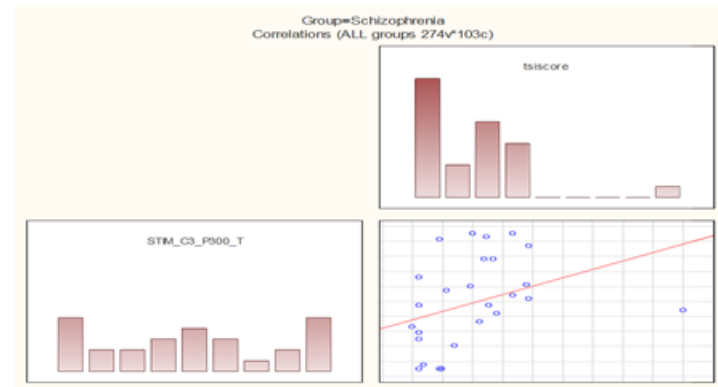 Group=Schizophrenia
Correlations (ALL groups 274v*103c)
tsiscore
STIM_C3_P300_T